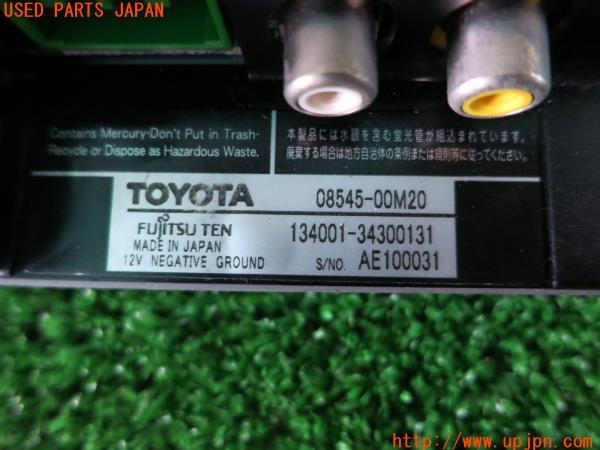 USED PARTS JAPAN
Contains Mercury-Don't Put in Trash-
Recycle or Dispose as Hazardous Waste.
本製品には水銀を含む蛍光管が組込まれています。
廃棄する場合は地方自治体の条例または規則等に従ってください。
TOYOTA 08545-00M20
FUJITSU TEN 134001-34300131
MADE IN JAPAN
12V NEGATIVE GROUND S/NO. AE100031
http://www.upjpn.com